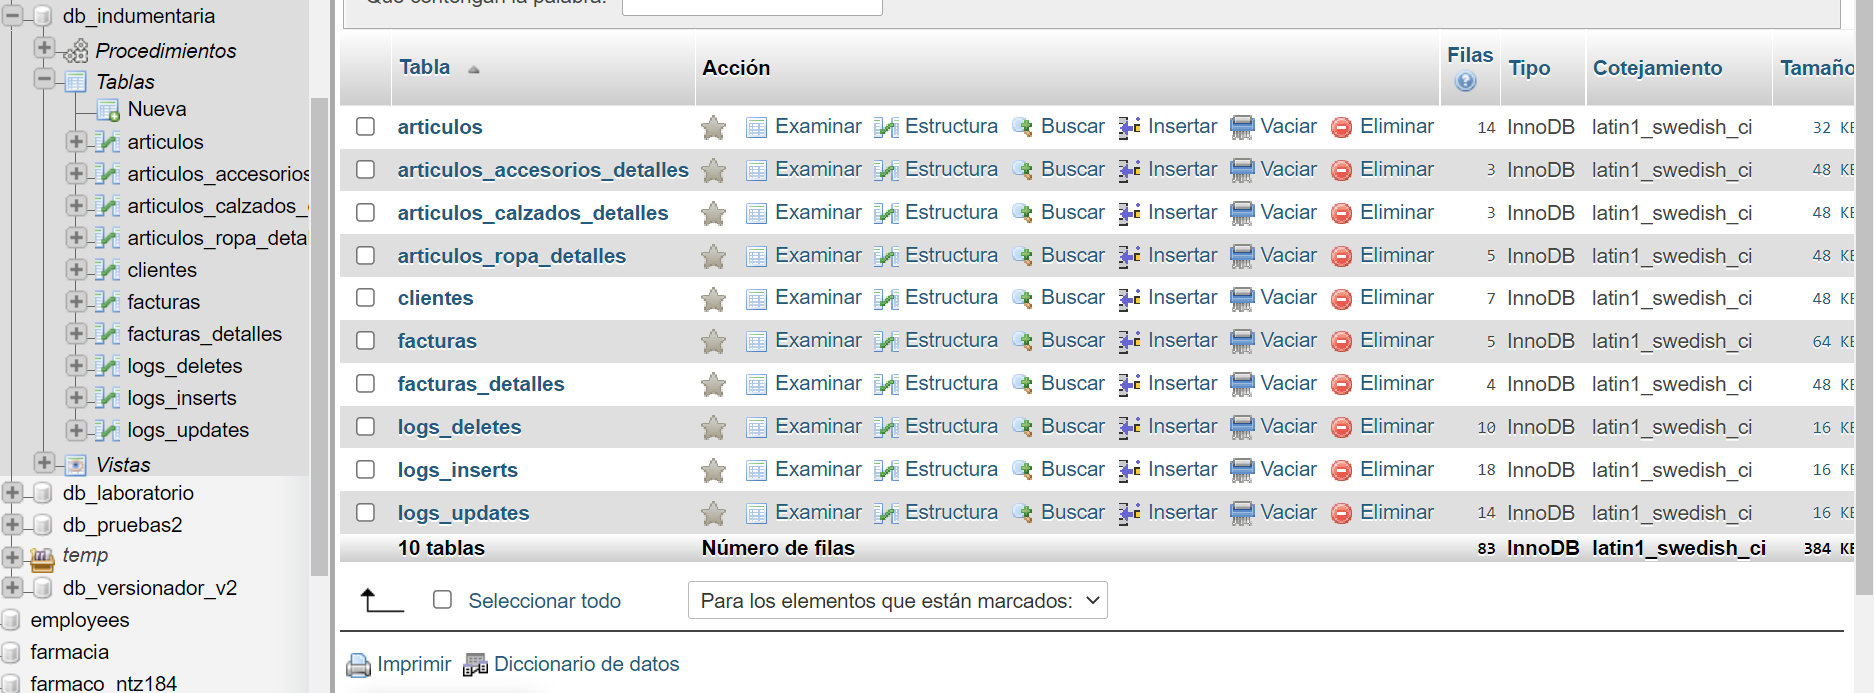 db_indumentaria
Procedimientos
Tablas
Nueva
articulos
articulos_accesorios
articulos_calzados_
articulos_ropa_detal
clientes
facturas
facturas_detalles
logs_deletes
logs_inserts
logs_updates
Vistas
db_laboratorio
db_pruebas2
temp
db_versionador_v2
employees
farmacia
farmaco_ntz184
Que contengan la palabra:
Tabla Acción Filas Tipo Cotejamiento Tamaño
articulos Examinar Estructura Buscar Insertar Vaciar Eliminar 14 InnoDB latin1_swedish_ci 32 KB
articulos_accesorios_detalles Examinar Estructura Buscar Insertar Vaciar Eliminar 3 InnoDB latin1_swedish_ci 48 KB
articulos_calzados_detalles Examinar Estructura Buscar Insertar Vaciar Eliminar 3 InnoDB latin1_swedish_ci 48 KB
articulos_ropa_detalles Examinar Estructura Buscar Insertar Vaciar Eliminar 5 InnoDB latin1_swedish_ci 48 KB
clientes Examinar Estructura Buscar Insertar Vaciar Eliminar 7 InnoDB latin1_swedish_ci 48 KB
facturas Examinar Estructura Buscar Insertar Vaciar Eliminar 5 InnoDB latin1_swedish_ci 64 KB
facturas_detalles Examinar Estructura Buscar Insertar Vaciar Eliminar 4 InnoDB latin1_swedish_ci 48 KB
logs_deletes Examinar Estructura Buscar Insertar Vaciar Eliminar 10 InnoDB latin1_swedish_ci 16 KB
logs_inserts Examinar Estructura Buscar Insertar Vaciar Eliminar 18 InnoDB latin1_swedish_ci 16 KB
logs_updates Examinar Estructura Buscar Insertar Vaciar Eliminar 14 InnoDB latin1_swedish_ci 16 KB
10 tablas Número de filas 83 InnoDB latin1_swedish_ci 384 KB
Seleccionar todo Para los elementos que están marcados:
Imprimir Diccionario de datos